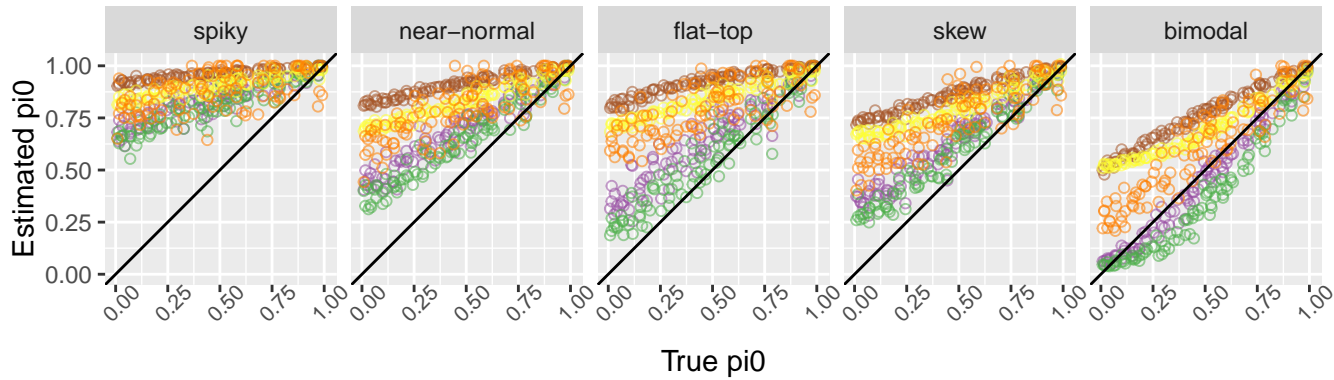 spiky near−normal flat−top skew bimodal
Estimated pi0
1.00
0.75
0.50
0.25
0.00
0.00 0.25 0.50 0.75 1.00 0.00 0.25 0.50 0.75 1.00 0.00 0.25 0.50 0.75 1.00 0.00 0.25 0.50 0.75 1.00 0.00 0.25 0.50 0.75 1.00
True pi0